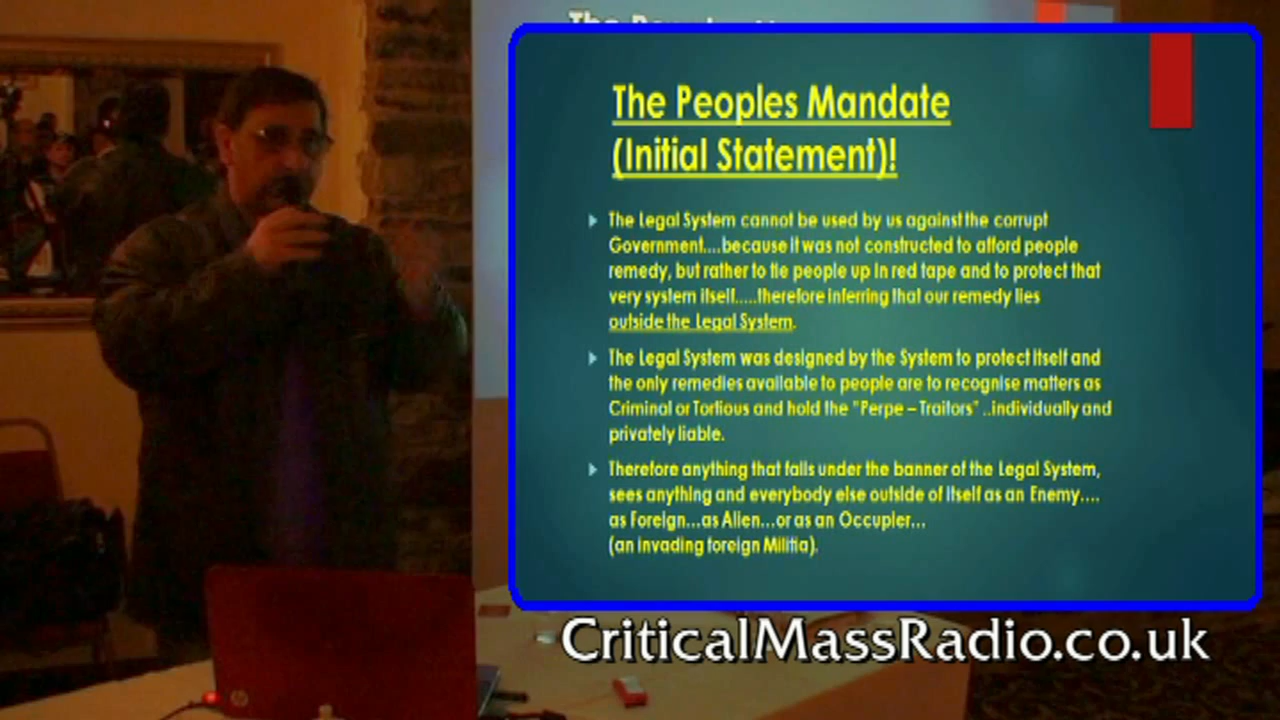 The Peoples Mandate
(Initial Statement)!
The Legal System cannot be used by us against the corrupt
Government....because it was not constructed to afford people
remedy, but rather to tie people up in red tape and to protect that
very system itself.....therefore inferring that our remedy lies
outside the Legal System.
The Legal System was designed by the System to protect itself and
the only remedies available to people are to recognise matters as
Criminal or Tortious and hold the "Perpe – Traitors" ..individually and
privately liable.
Therefore anything that falls under the banner of the Legal System,
sees anything and everybody else outside of itself as an Enemy....
as Foreign...as Alien...or as an Occupier...
(an invading foreign Militia).
CriticalMassRadio.co.uk
hp